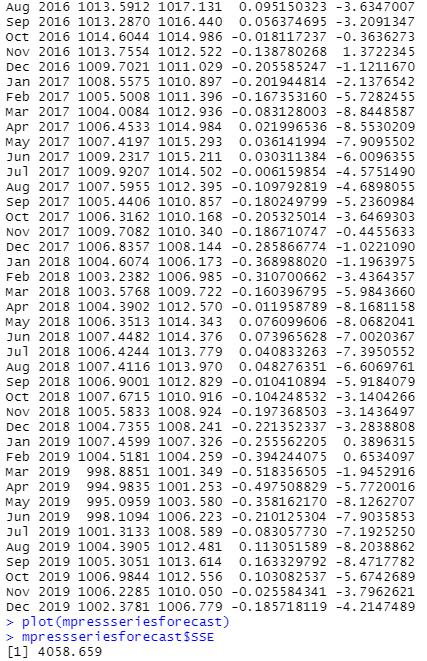 Aug 2016 1013.5912 1017.131  0.095150323 -3.6347007
Sep 2016 1013.2870 1016.440  0.056374695 -3.2091347
Oct 2016 1014.6044 1014.986 -0.018117237 -0.3636273
Nov 2016 1013.7554 1012.522 -0.138780268  1.3722345
Dec 2016 1009.7021 1011.029 -0.205585247 -1.1211670
Jan 2017 1008.5575 1010.897 -0.201944814 -2.1376542
Feb 2017 1005.5008 1011.396 -0.167353160 -5.7282455
Mar 2017 1004.0084 1012.936 -0.083128003 -8.8448587
Apr 2017 1006.4533 1014.984  0.021996536 -8.5530209
May 2017 1007.4197 1015.293  0.036141994 -7.9095502
Jun 2017 1009.2317 1015.211  0.030311384 -6.0096355
Jul 2017 1009.9207 1014.502 -0.006159854 -4.5751490
Aug 2017 1007.5955 1012.395 -0.109792819 -4.6898055
Sep 2017 1005.4406 1010.857 -0.180249799 -5.2360984
Oct 2017 1006.3162 1010.168 -0.205325014 -3.6469303
Nov 2017 1009.7082 1010.340 -0.186710747 -0.4455633
Dec 2017 1006.8357 1008.144 -0.285866774 -1.0221090
Jan 2018 1004.6074 1006.173 -0.368988020 -1.1963975
Feb 2018 1003.2382 1006.985 -0.310700662 -3.4364357
Mar 2018 1003.5768 1009.722 -0.160396795 -5.9843660
Apr 2018 1004.3902 1012.570 -0.011958789 -8.1681158
May 2018 1006.3513 1014.343  0.076099606 -8.0682041
Jun 2018 1007.4482 1014.376  0.073965628 -7.0020367
Jul 2018 1006.4244 1013.779  0.040833263 -7.3950552
Aug 2018 1007.4116 1013.970  0.048276351 -6.6069761
Sep 2018 1006.9001 1012.829 -0.010410894 -5.9184079
Oct 2018 1007.6715 1010.916 -0.104248532 -3.1404266
Nov 2018 1005.5833 1008.924 -0.197368503 -3.1436497
Dec 2018 1004.7355 1008.241 -0.221352337 -3.2838808
Jan 2019 1007.4599 1007.326 -0.255562205  0.3896315
Feb 2019 1004.5181 1004.259 -0.394244075  0.6534097
Mar 2019  998.8851 1001.349 -0.518356505 -1.9452916
Apr 2019  994.9835 1001.253 -0.497508829 -5.7720016
May 2019  995.0959 1003.580 -0.358162170 -8.1262707
Jun 2019  998.1094 1006.223 -0.210125304 -7.9035853
Jul 2019 1001.3133 1008.589 -0.083057730 -7.1925250
Aug 2019 1004.3905 1012.481  0.113051589 -8.2038862
Sep 2019 1005.3051 1013.614  0.163329792 -8.4717782
Oct 2019 1006.9844 1012.556  0.103082537 -5.6742689
Nov 2019 1006.2285 1010.050 -0.025584341 -3.7962621
Dec 2019 1002.3781 1006.779 -0.185718119 -4.2147489
> plot(mpressseriesforecast)
> mpressseriesforecast$SSE
[1] 4058.659